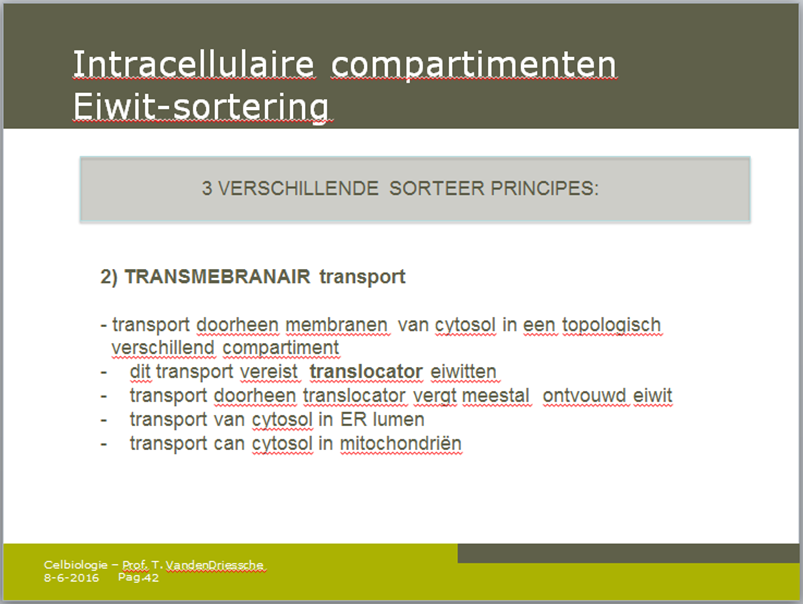 Intracellulaire compartimenten
Eiwit-sortering
3 VERSCHILLENDE SORTEER PRINCIPES:
2) TRANSMEBRANAIR transport
- transport doorheen membranen van cytosol in een topologisch
verschillend compartiment
- dit transport vereist translocator eiwitten
- transport doorheen translocator vergt meestal ontvouwd eiwit
- transport van cytosol in ER lumen
- transport can cytosol in mitochondriën
Celbiologie – Prof. T. VandenDriessche
8-6-2016 Pag.42